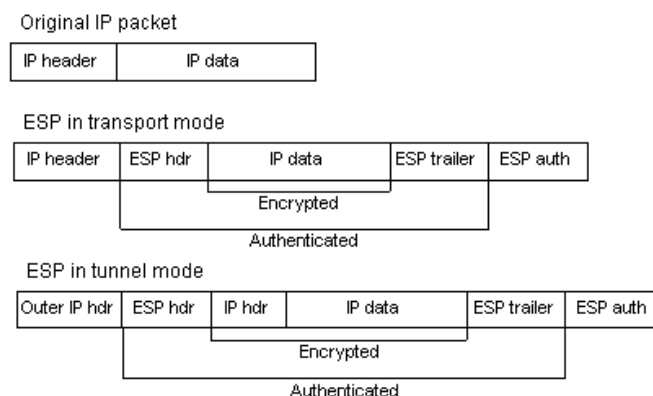 Original IP packet
IP header IP data
ESP in transport mode
IP header ESP hdr IP data ESP trailer ESP auth
Encrypted
Authenticated
ESP in tunnel mode
Outer IP hdr ESP hdr IP hdr IP data ESP trailer ESP auth
Encrypted
Authenticated